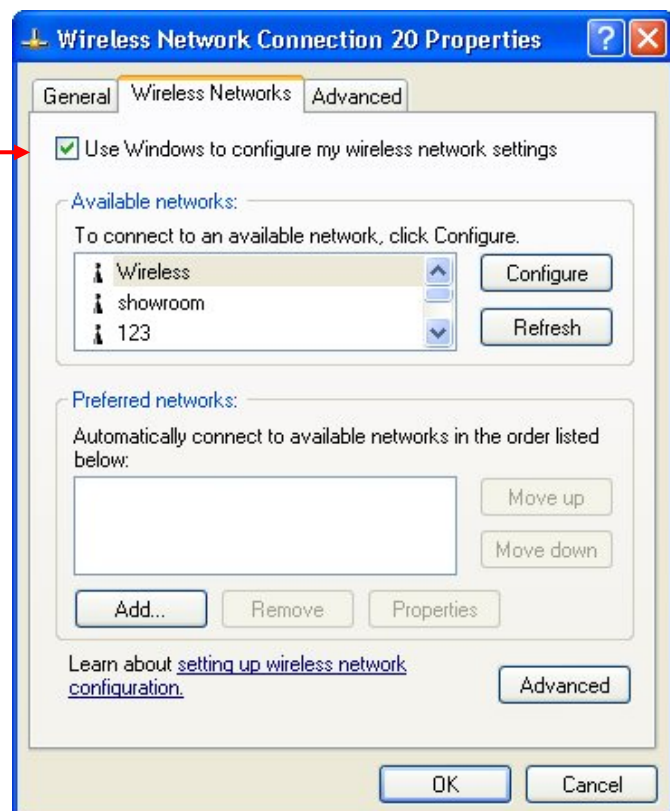 Wireless Network Connection 20 Properties
General Wireless Networks Advanced
Use Windows to configure my wireless network settings
Available networks:
To connect to an available network, click Configure.
Wireless
showroom
123
Configure
Refresh
Preferred networks:
Automatically connect to available networks in the order listed
below:
Move up
Move down
Add... Remove Properties
Learn about setting up wireless network
configuration.
Advanced
OK Cancel